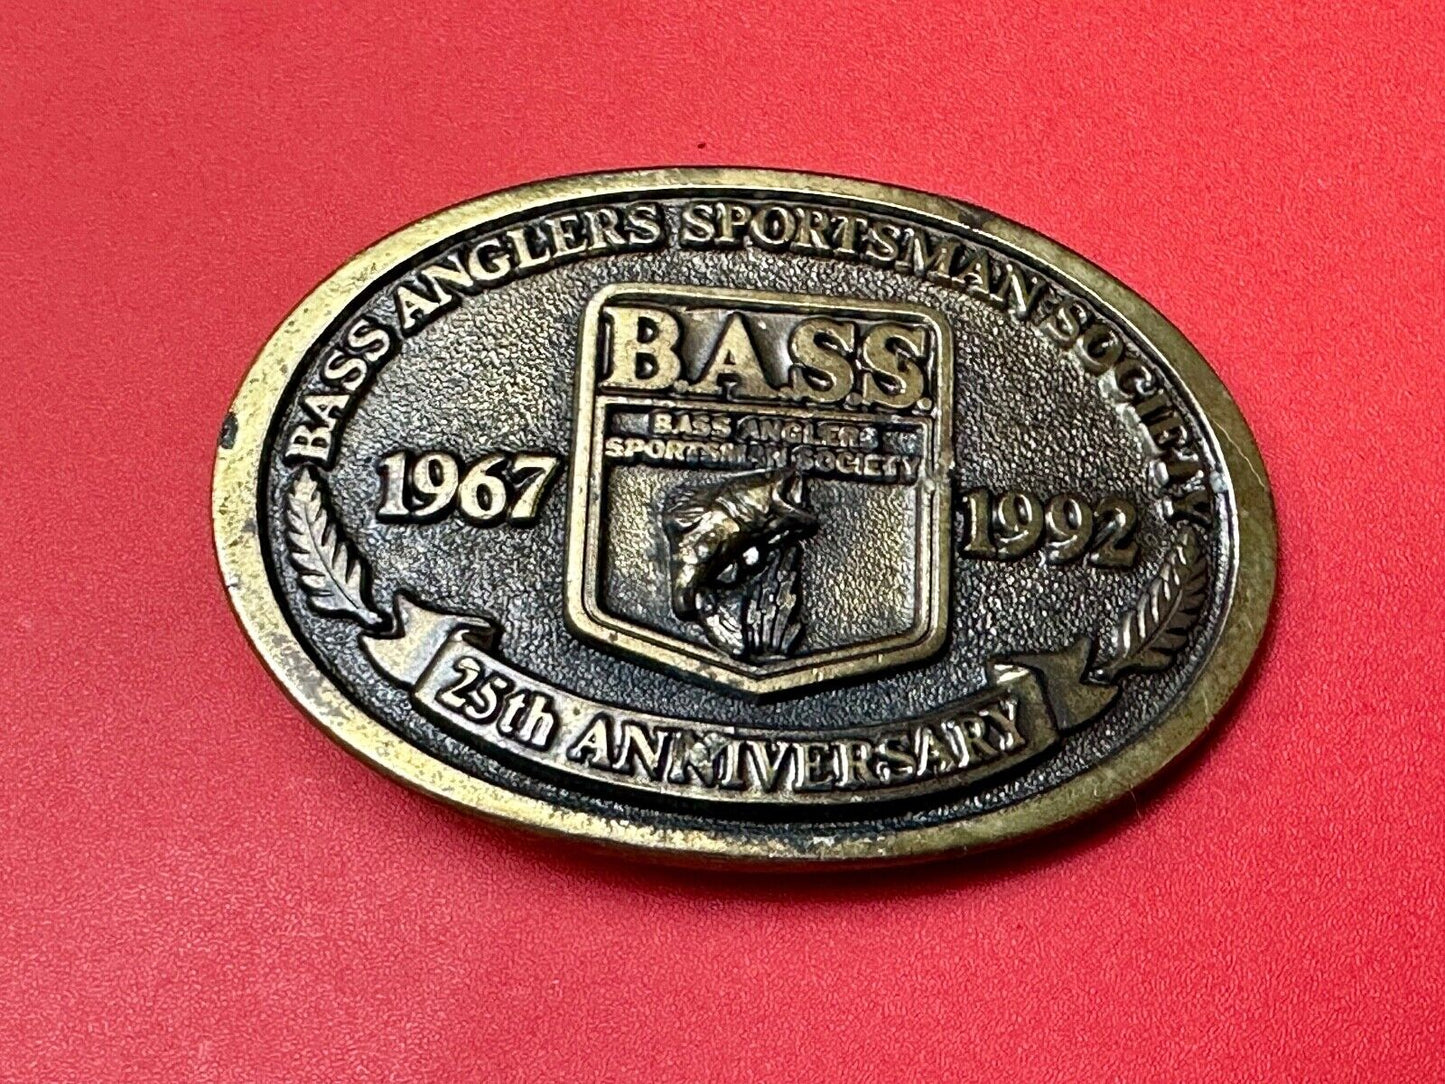 BASS ANGLERS SPORTSMAN SOCIETY
B.A.S.S.
BASS ANGLERS
SPORTSMAN SOCIETY
1967
1992
25th ANNIVERSARY